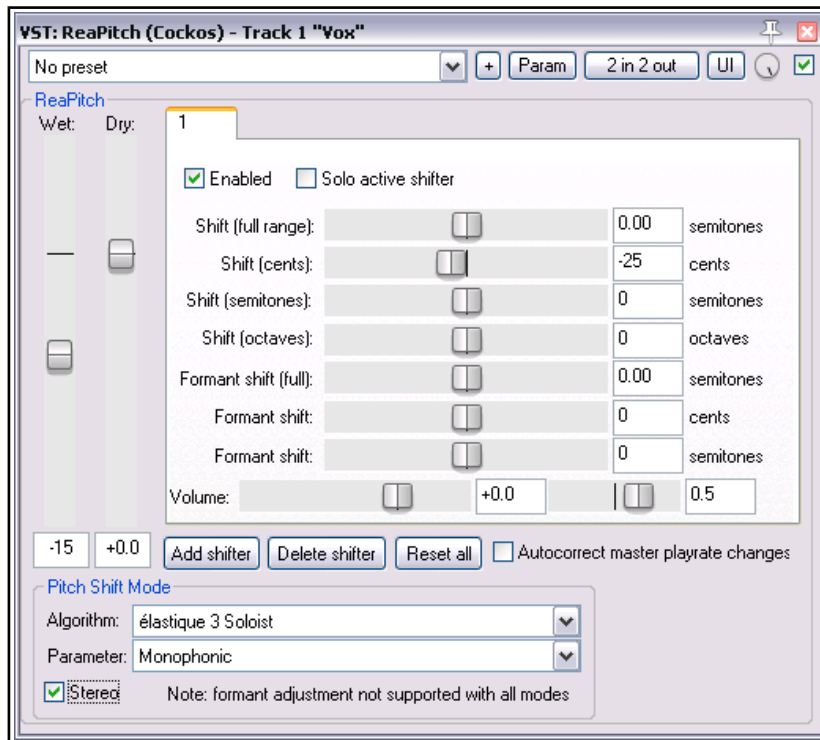 VST: ReaPitch (Cockos) - Track 1 "Vox"
No preset + Param 2 in 2 out UI
ReaPitch
Wet: Dry: 1
Enabled Solo active shifter
Shift (full range): 0.00 semitones
Shift (cents): -25 cents
Shift (semitones): 0 semitones
Shift (octaves): 0 octaves
Formant shift (full): 0.00 semitones
Formant shift: 0 cents
Formant shift: 0 semitones
Volume: +0.0 0.5
-15 +0.0 Add shifter Delete shifter Reset all Autocorrect master playrate changes
Pitch Shift Mode
Algorithm: élastique 3 Soloist
Parameter: Monophonic
Stereo Note: formant adjustment not supported with all modes